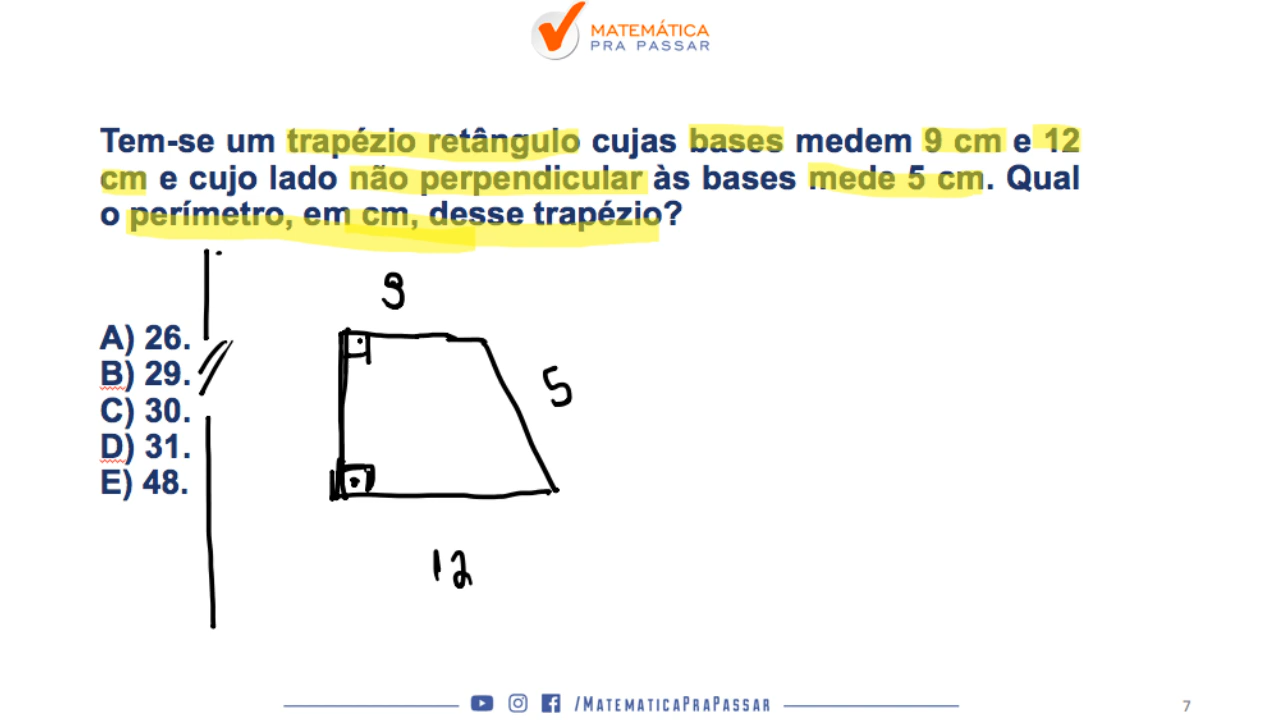 MATEMÁTICA
PRA PASSAR
Tem-se um trapézio retângulo cujas bases medem 9 cm e 12
cm e cujo lado não perpendicular às bases mede 5 cm. Qual
o perímetro, em cm, desse trapézio?
9
A) 26.
B) 29.
5
C) 30.
D) 31.
E) 48.
12
/MATEMATICAPRAPASSAR
7